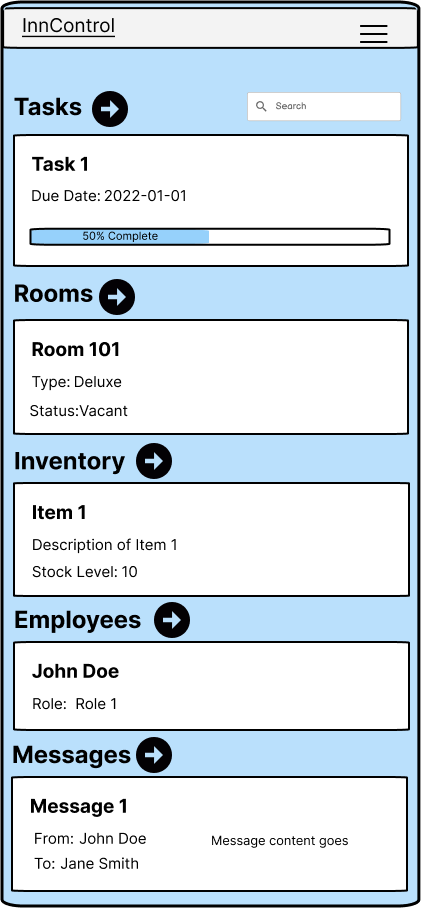 InnControl
Tasks
Search
Task 1
Due Date: 2022-01-01
50% Complete
Rooms
Room 101
Type: Deluxe
Status:Vacant
Inventory
Item 1
Description of Item 1
Stock Level: 10
Employees
John Doe
Role: Role 1
Messages
Message 1
From: John Doe
Message content goes
To: Jane Smith